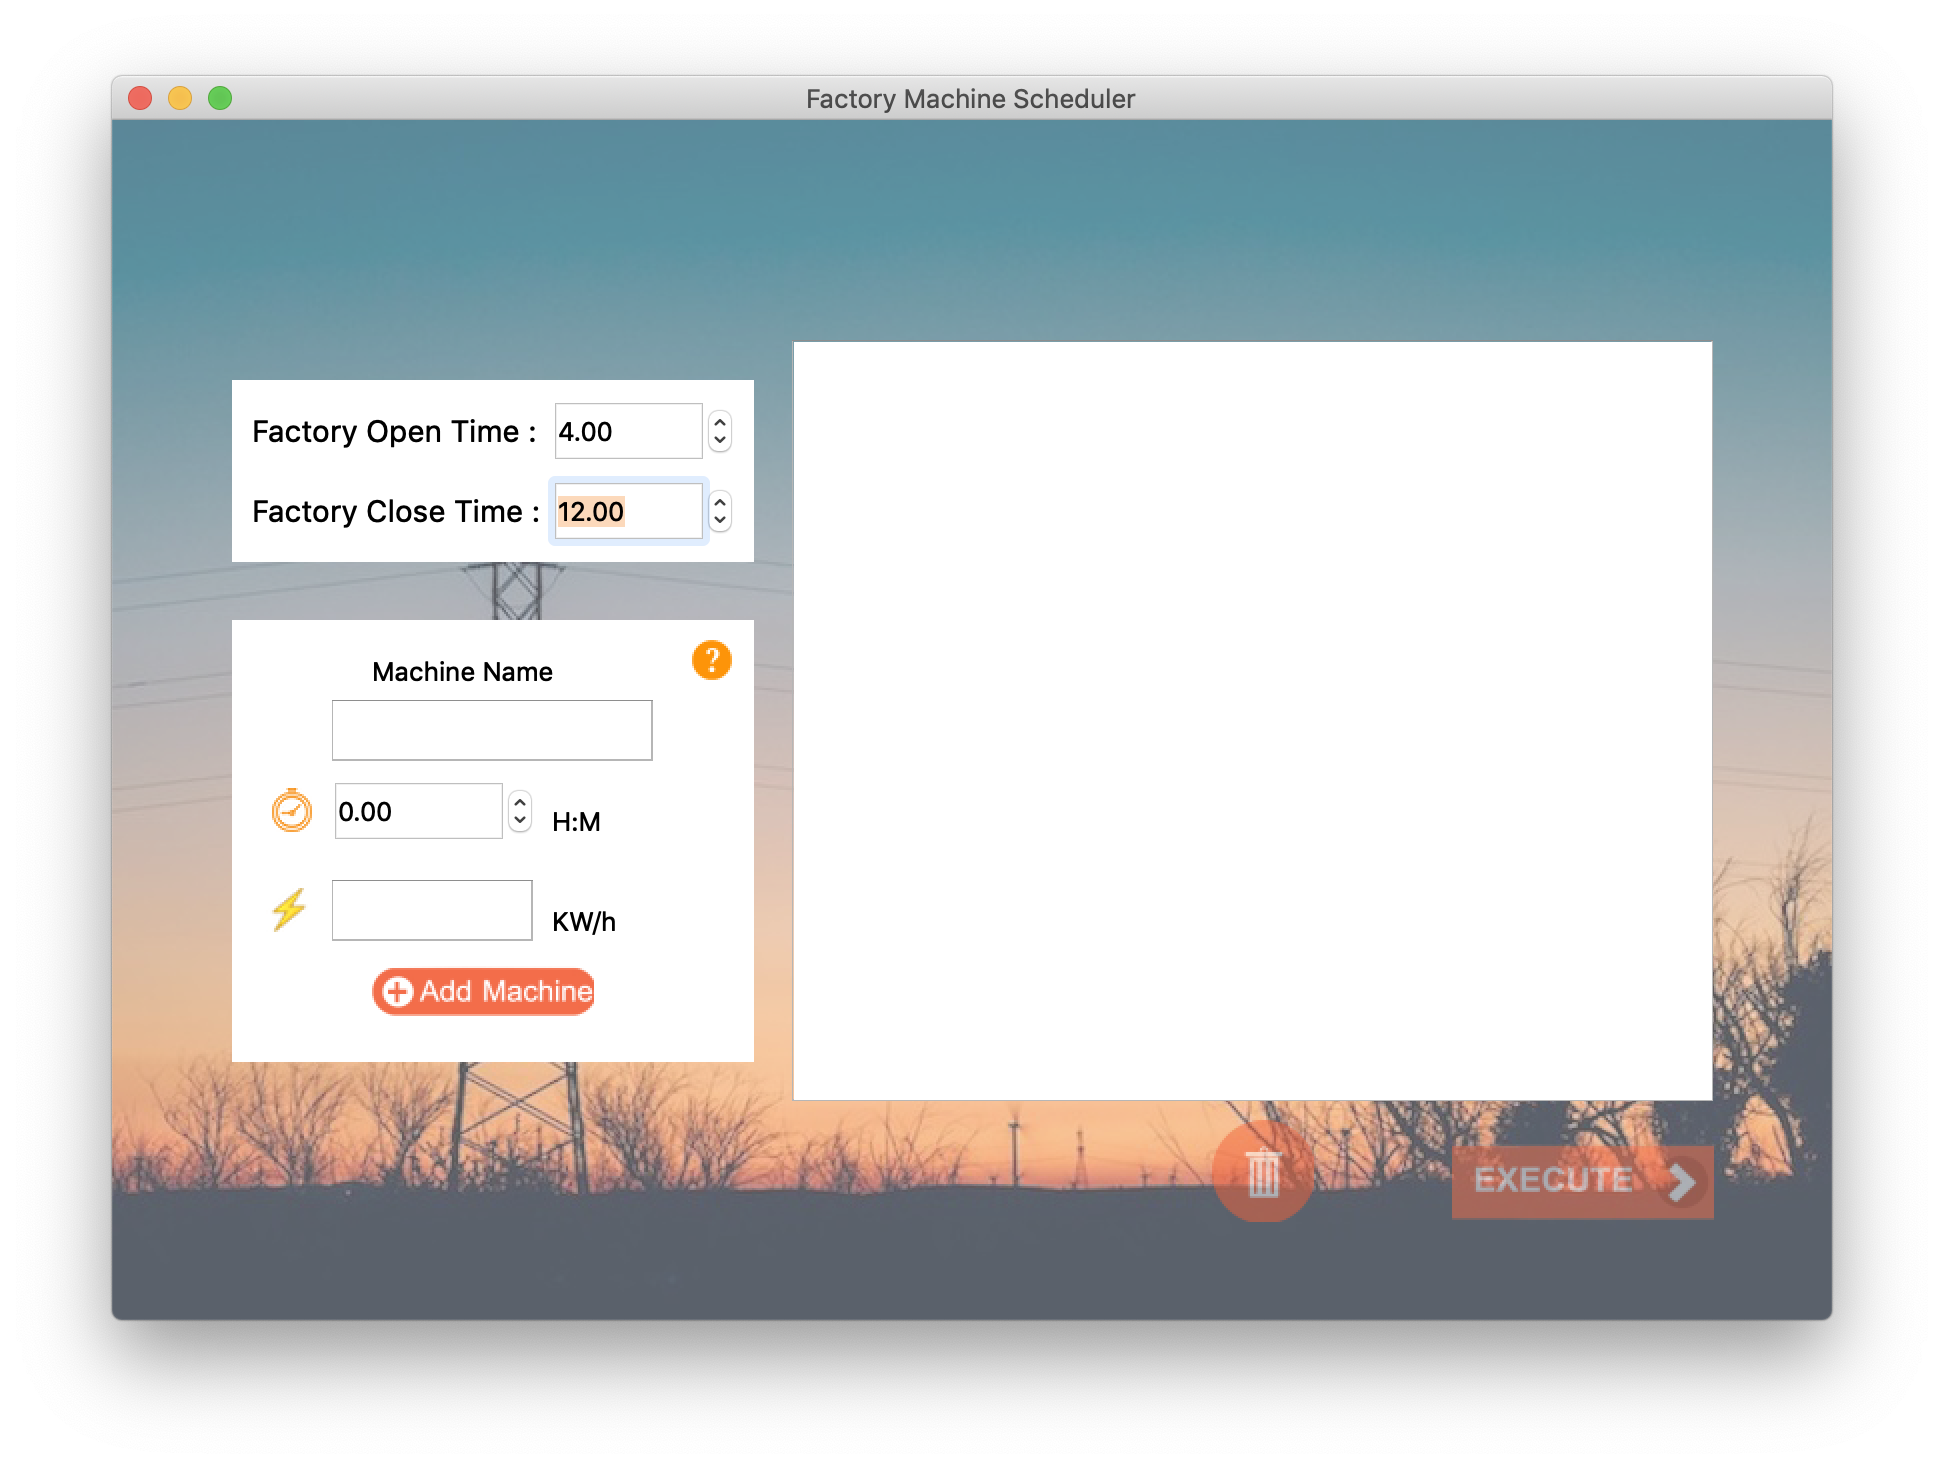 Factory Machine Scheduler
Factory Open Time : 4.00
Factory Close Time : 12.00
?
Machine Name
0.00 H:M
KW/h
Add Machine
EXECUTE